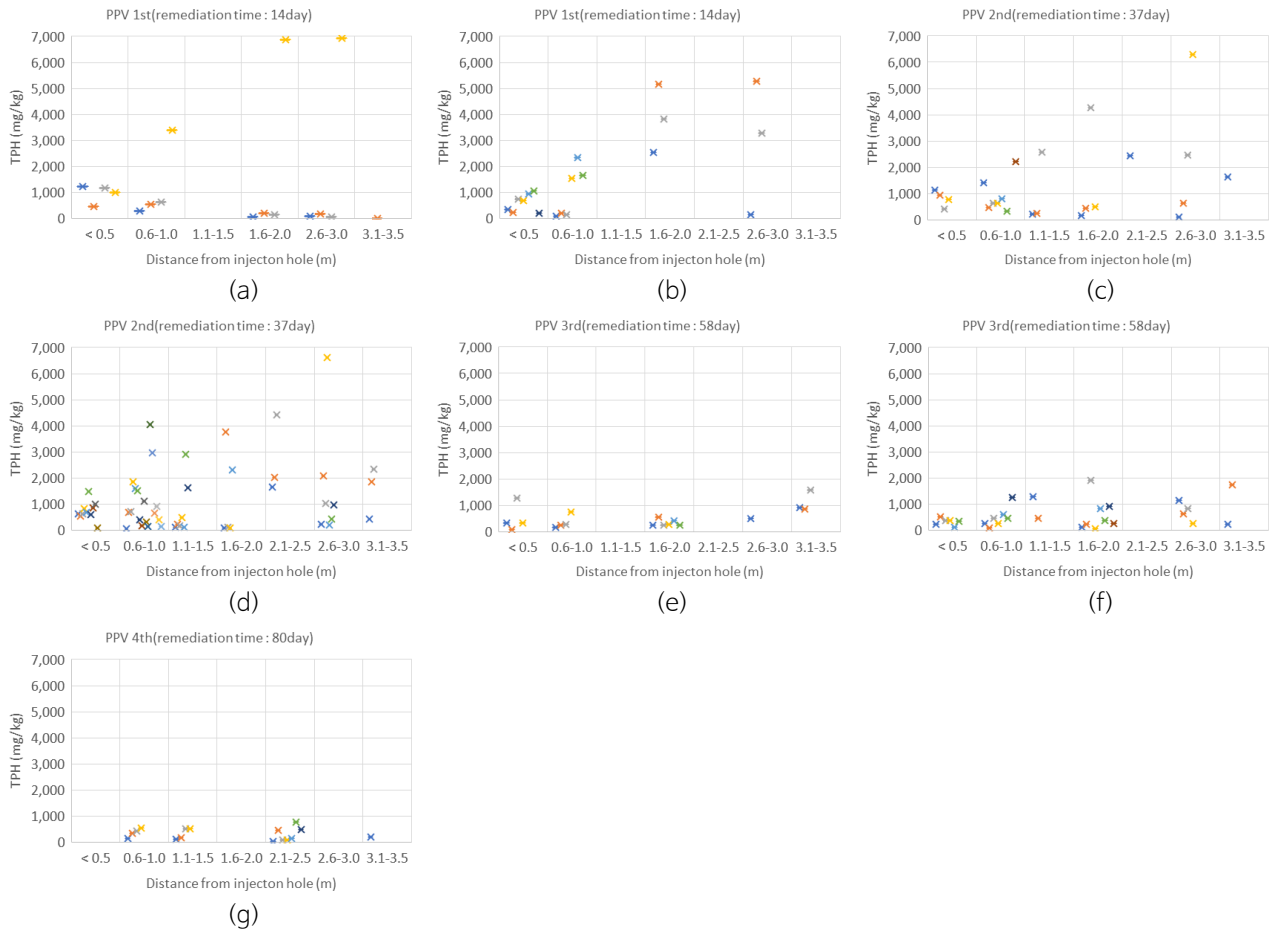 PPV 1st(remediation time : 14day)
7,000
6,000
5,000
4,000
3,000
2,000
1,000
0
TPH (mg/kg)
< 0.5 0.6-1.0 1.1-1.5 1.6-2.0 2.1-2.5 2.6-3.0 3.1-3.5
Distance from injecton hole (m)
(a)
PPV 1st(remediation time : 14day)
7,000
6,000
5,000
4,000
3,000
2,000
1,000
0
TPH (mg/kg)
< 0.5 0.6-1.0 1.1-1.5 1.6-2.0 2.1-2.5 2.6-3.0 3.1-3.5
Distance from injecton hole (m)
(b)
PPV 2nd(remediation time : 37day)
7,000
6,000
5,000
4,000
3,000
2,000
1,000
0
TPH (mg/kg)
< 0.5 0.6-1.0 1.1-1.5 1.6-2.0 2.1-2.5 2.6-3.0 3.1-3.5
Distance from injecton hole (m)
(c)
PPV 2nd(remediation time : 37day)
7,000
6,000
5,000
4,000
3,000
2,000
1,000
0
TPH (mg/kg)
< 0.5 0.6-1.0 1.1-1.5 1.6-2.0 2.1-2.5 2.6-3.0 3.1-3.5
Distance from injecton hole (m)
(d)
PPV 3rd(remediation time : 58day)
7,000
6,000
5,000
4,000
3,000
2,000
1,000
0
TPH (mg/kg)
< 0.5 0.6-1.0 1.1-1.5 1.6-2.0 2.1-2.5 2.6-3.0 3.1-3.5
Distance from injecton hole (m)
(e)
PPV 3rd(remediation time : 58day)
7,000
6,000
5,000
4,000
3,000
2,000
1,000
0
TPH (mg/kg)
< 0.5 0.6-1.0 1.1-1.5 1.6-2.0 2.1-2.5 2.6-3.0 3.1-3.5
Distance from injecton hole (m)
(f)
PPV 4th(remediation time : 80day)
7,000
6,000
5,000
4,000
3,000
2,000
1,000
0
TPH (mg/kg)
< 0.5 0.6-1.0 1.1-1.5 1.6-2.0 2.1-2.5 2.6-3.0 3.1-3.5
Distance from injecton hole (m)
(g)